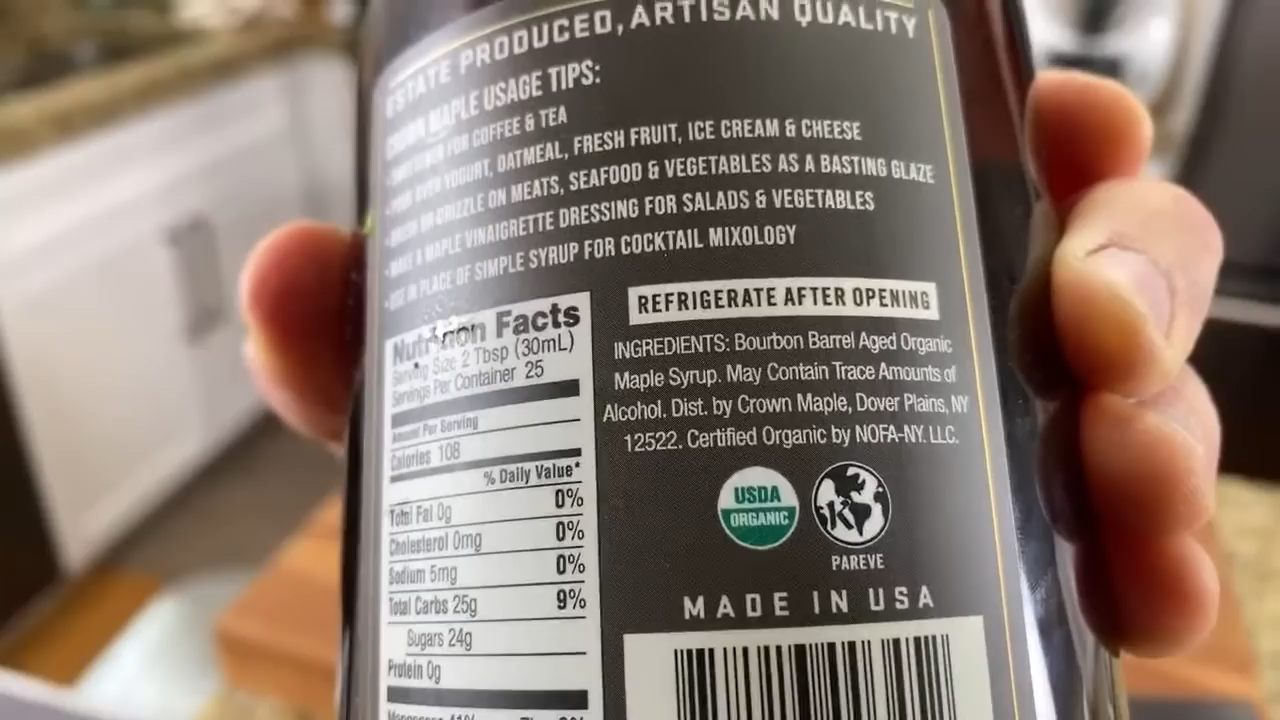 ESTATE PRODUCED, ARTISAN QUALITY
CROWN MAPLE USAGE TIPS:
• SWEETENER FOR COFFEE & TEA
• POUR OVER YOGURT, OATMEAL, FRESH FRUIT, ICE CREAM & CHEESE
• BRUSH OR DRIZZLE ON MEATS, SEAFOOD & VEGETABLES AS A BASTING GLAZE
• MAKE A MAPLE VINAIGRETTE DRESSING FOR SALADS & VEGETABLES
• USE IN PLACE OF SIMPLE SYRUP FOR COCKTAIL MIXOLOGY
Nutrition Facts
Serving Size 2 Tbsp (30mL)
Servings Per Container 25
Amount Per Serving
Calories 108
% Daily Value*
Total Fat 0g 0%
Cholesterol 0mg 0%
Sodium 5mg 0%
Total Carbs 25g 9%
Sugars 24g
Protein 0g
REFRIGERATE AFTER OPENING
INGREDIENTS: Bourbon Barrel Aged Organic
Maple Syrup. May Contain Trace Amounts of
Alcohol. Dist. by Crown Maple, Dover Plains, NY
12522. Certified Organic by NOFA-NY. LLC.
USDA
ORGANIC
K
PAREVE
MADE IN USA